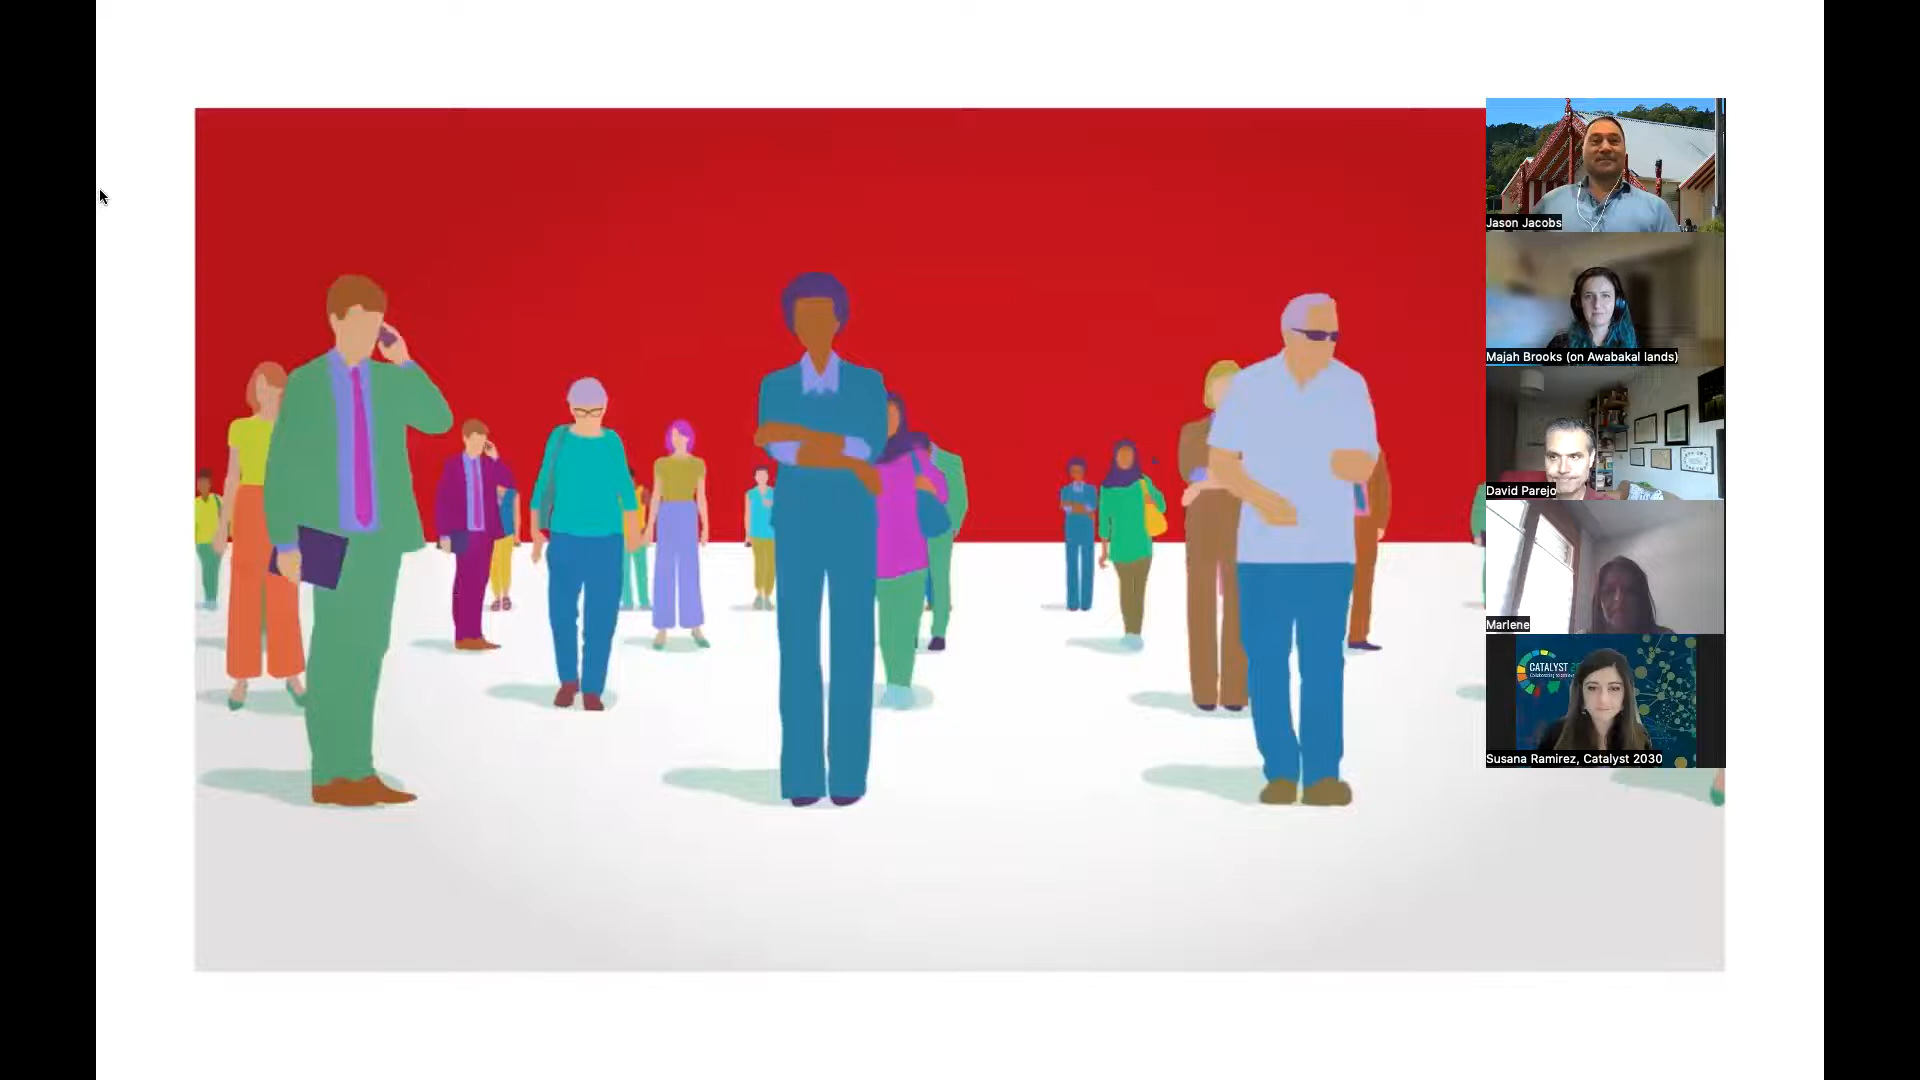 Jason Jacobs
Majah Brooks (on Awabakal lands)
David Parejo
Marlene
CATALYST
Susana Ramirez, Catalyst 2030